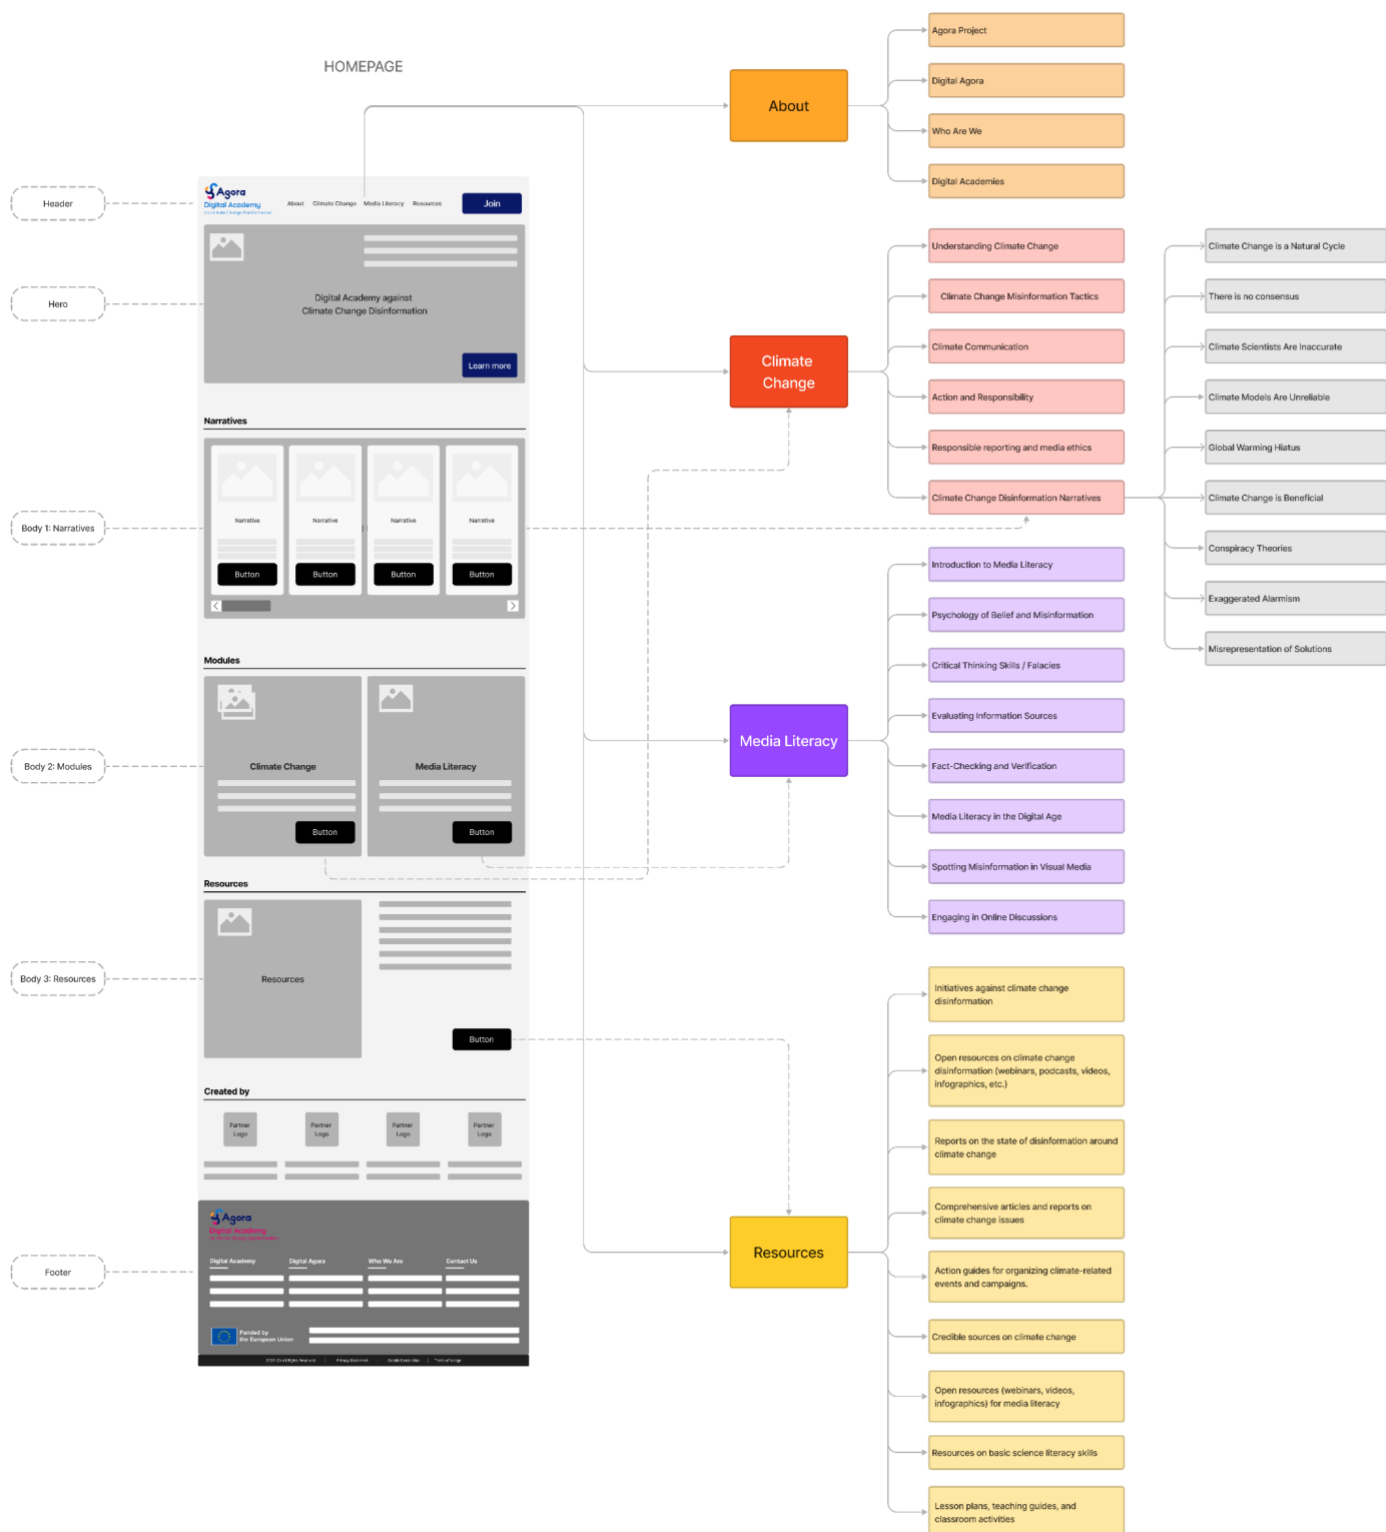 HOMEPAGE
Header
Hero
Body 1: Narratives
Body 2: Modules
Body 3: Resources
Footer
Agora
Digital Academy
About
Climate Change
Media Literacy
Resources
Join
Digital Academy against
Climate Change Disinformation
Learn more
Narratives
Narrative
Narrative
Narrative
Narrative
Button
Button
Button
Button
Modules
Climate Change
Media Literacy
Button
Button
Resources
Resources
Button
Created by
Partner
Logo
Partner
Logo
Partner
Logo
Partner
Logo
Agora
Digital Academy
Digital Academy
Digital Agora
Who We Are
Contact Us
Funded by
the European Union
About
Agora Project
Digital Agora
Who Are We
Digital Academies
Climate
Change
Understanding Climate Change
Climate Change Misinformation Tactics
Climate Communication
Action and Responsibility
Responsible reporting and media ethics
Climate Change Disinformation Narratives
Climate Change is a Natural Cycle
There is no consensus
Climate Scientists Are Inaccurate
Climate Models Are Unreliable
Global Warming Hiatus
Climate Change is Beneficial
Conspiracy Theories
Exaggerated Alarmism
Misrepresentation of Solutions
Media Literacy
Introduction to Media Literacy
Psychology of Belief and Misinformation
Critical Thinking Skills / Falacies
Evaluating Information Sources
Fact-Checking and Verification
Media Literacy in the Digital Age
Spotting Misinformation in Visual Media
Engaging in Online Discussions
Resources
Initiatives against climate change
disinformation
Open resources on climate change
disinformation (webinars, podcasts, videos,
infographics, etc.)
Reports on the state of disinformation around
climate change
Comprehensive articles and reports on
climate change issues
Action guides for organizing climate-related
events and campaigns.
Credible sources on climate change
Open resources (webinars, videos,
infographics) for media literacy
Resources on basic science literacy skills
Lesson plans, teaching guides, and
classroom activities